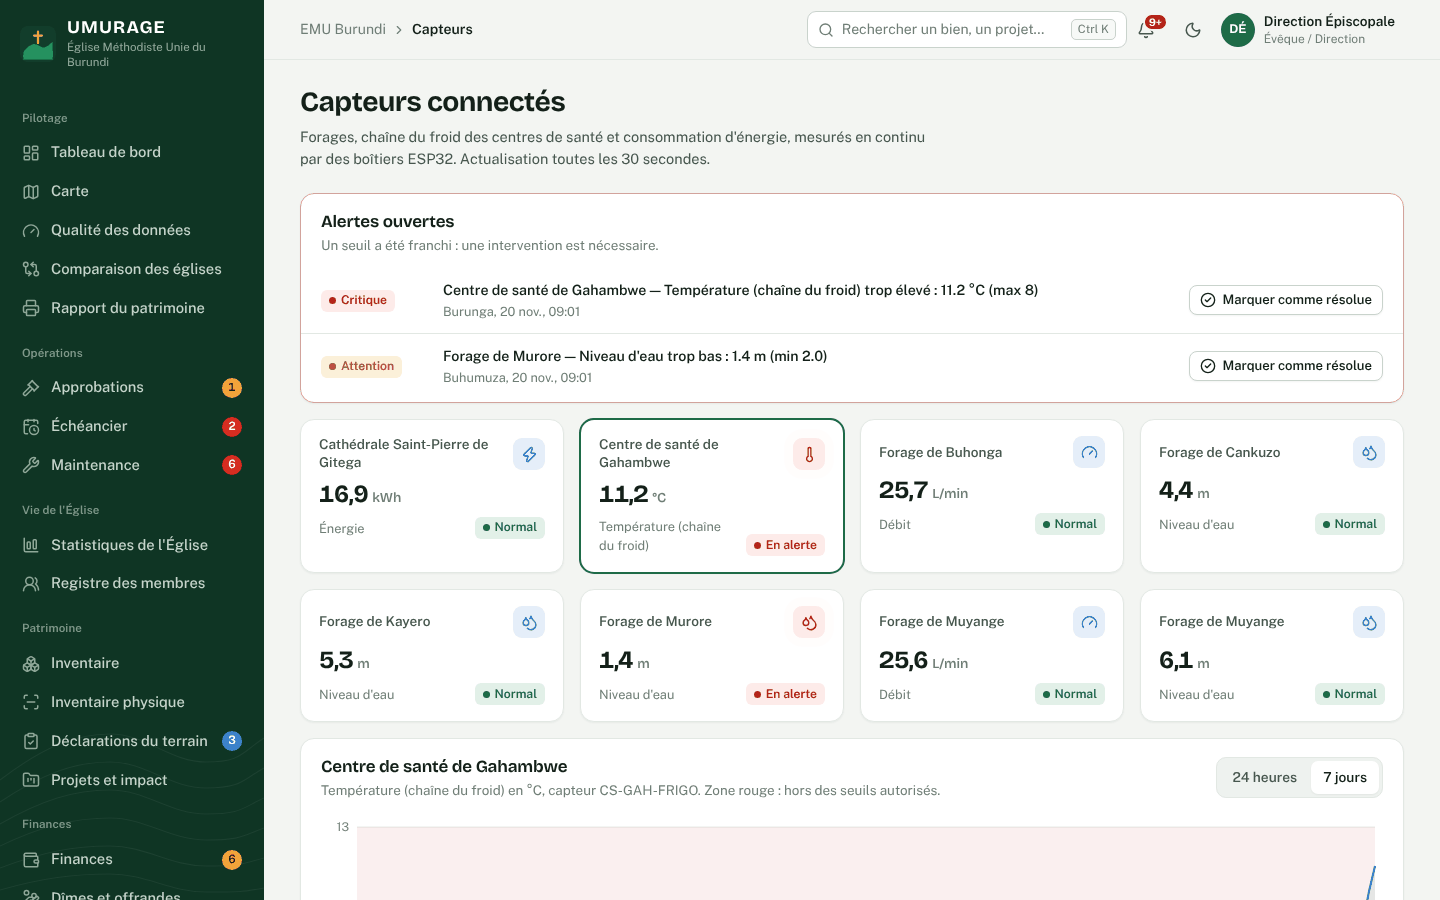 UMURAGE
Église Méthodiste Unie du
Burundi
Pilotage
Tableau de bord
Carte
Qualité des données
Comparaison des églises
Rapport du patrimoine
Opérations
Approbations 1
Échéancier 2
Maintenance 6
Vie de l'Église
Statistiques de l'Église
Registre des membres
Patrimoine
Inventaire
Inventaire physique
Déclarations du terrain 3
Projets et impact
Finances
Finances 6
Dîmes et offrandes
EMU Burundi > Capteurs
Rechercher un bien, un projet... Ctrl K
9+
DÉ
Direction Épiscopale
Évêque / Direction
Capteurs connectés
Forages, chaîne du froid des centres de santé et consommation d'énergie, mesurés en continu
par des boîtiers ESP32. Actualisation toutes les 30 secondes.
Alertes ouvertes
Un seuil a été franchi : une intervention est nécessaire.
Critique
Centre de santé de Gahambwe — Température (chaîne du froid) trop élevé : 11.2 °C (max 8)
Burunga, 20 nov., 09:01
Marquer comme résolue
Attention
Forage de Murore — Niveau d'eau trop bas : 1.4 m (min 2.0)
Buhumuza, 20 nov., 09:01
Marquer comme résolue
Cathédrale Saint-Pierre de
Gitega
16,9 kWh
Énergie
Normal
Centre de santé de
Gahambwe
11,2 °C
Température (chaîne
du froid)
En alerte
Forage de Buhonga
25,7 L/min
Débit
Normal
Forage de Cankuzo
4,4 m
Niveau d'eau
Normal
Forage de Kayero
5,3 m
Niveau d'eau
Normal
Forage de Murore
1,4 m
Niveau d'eau
En alerte
Forage de Muyange
25,6 L/min
Débit
Normal
Forage de Muyange
6,1 m
Niveau d'eau
Normal
Centre de santé de Gahambwe
Température (chaîne du froid) en °C, capteur CS-GAH-FRIGO. Zone rouge : hors des seuils autorisés.
24 heures
7 jours
13